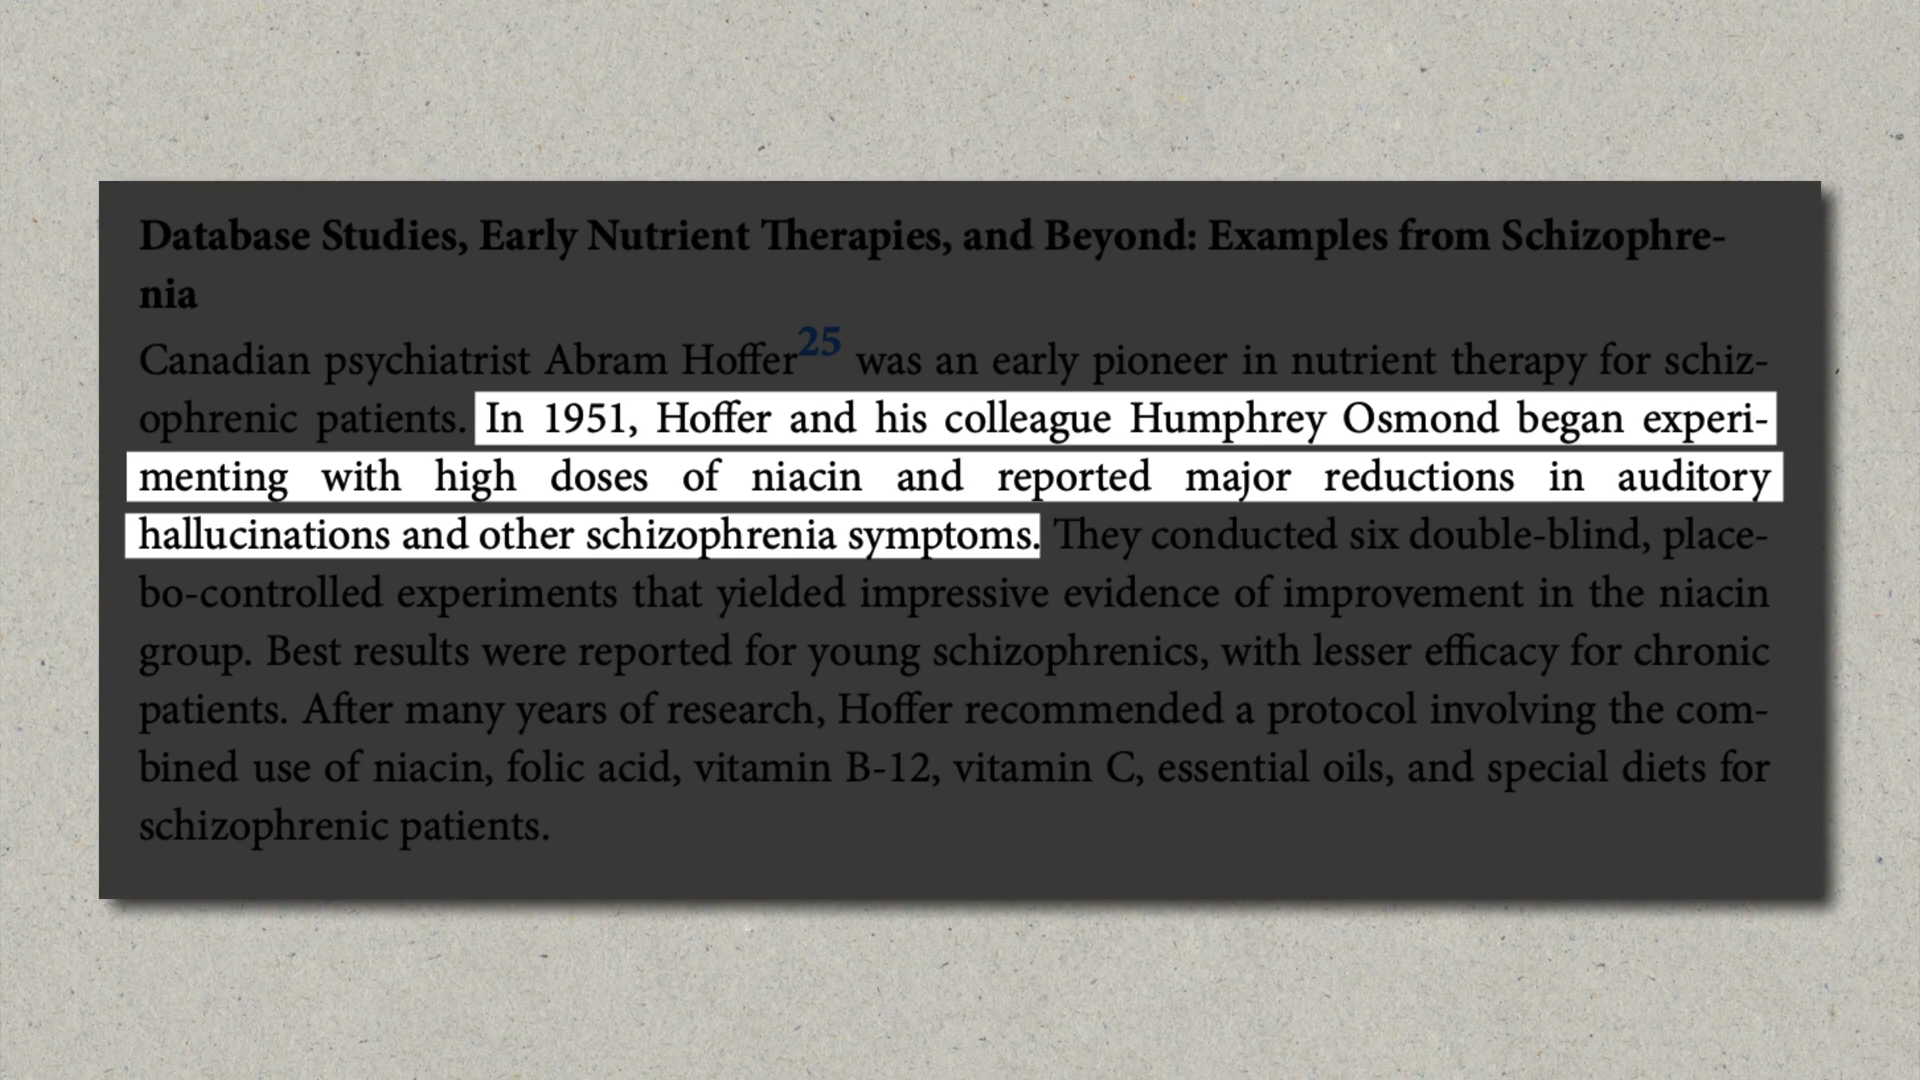 Database Studies, Early Nutrient Therapies, and Beyond: Examples from Schizophre-
nia
Canadian psychiatrist Abram Hoffer25 was an early pioneer in nutrient therapy for schiz-
ophrenic patients. In 1951, Hoffer and his colleague Humphrey Osmond began experi-
menting with high doses of niacin and reported major reductions in auditory
hallucinations and other schizophrenia symptoms. They conducted six double-blind, place-
bo-controlled experiments that yielded impressive evidence of improvement in the niacin
group. Best results were reported for young schizophrenics, with lesser efficacy for chronic
patients. After many years of research, Hoffer recommended a protocol involving the com-
bined use of niacin, folic acid, vitamin B-12, vitamin C, essential oils, and special diets for
schizophrenic patients.